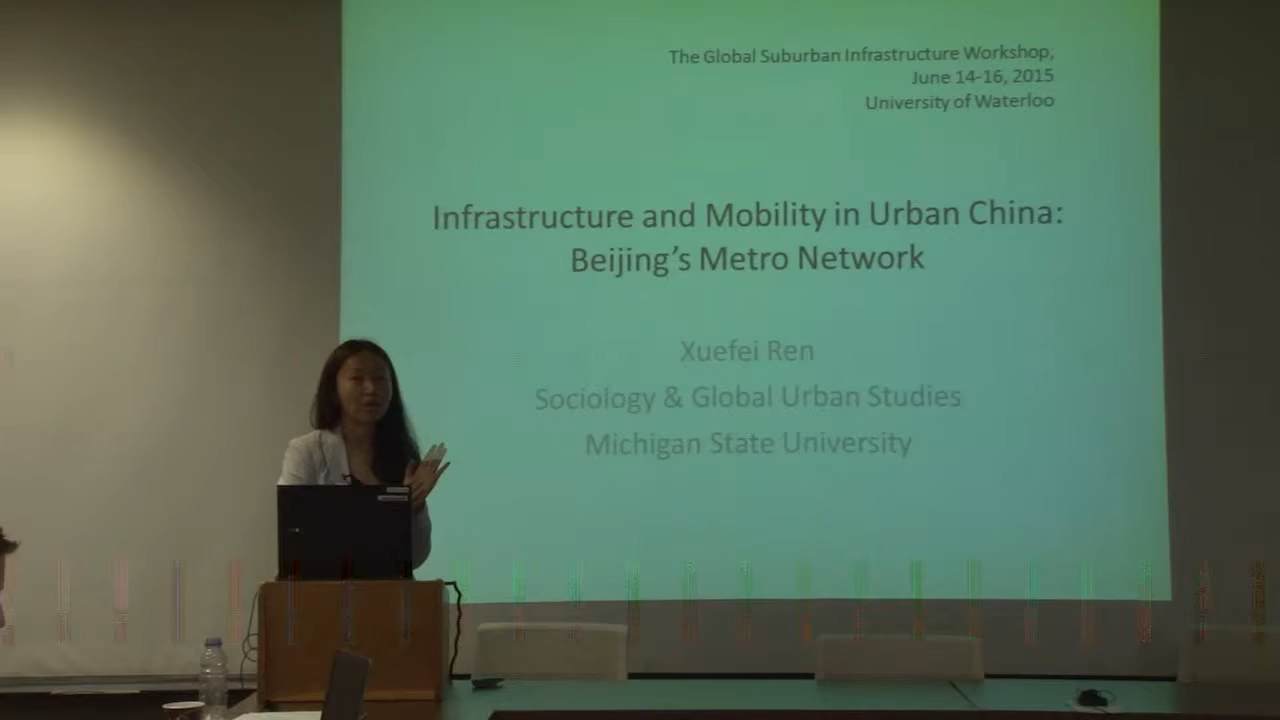 The Global Suburban Infrastructure Workshop,
June 14-16, 2015
University of Waterloo
Infrastructure and Mobility in Urban China:
Beijing's Metro Network
Xuefei Ren
Sociology & Global Urban Studies
Michigan State University